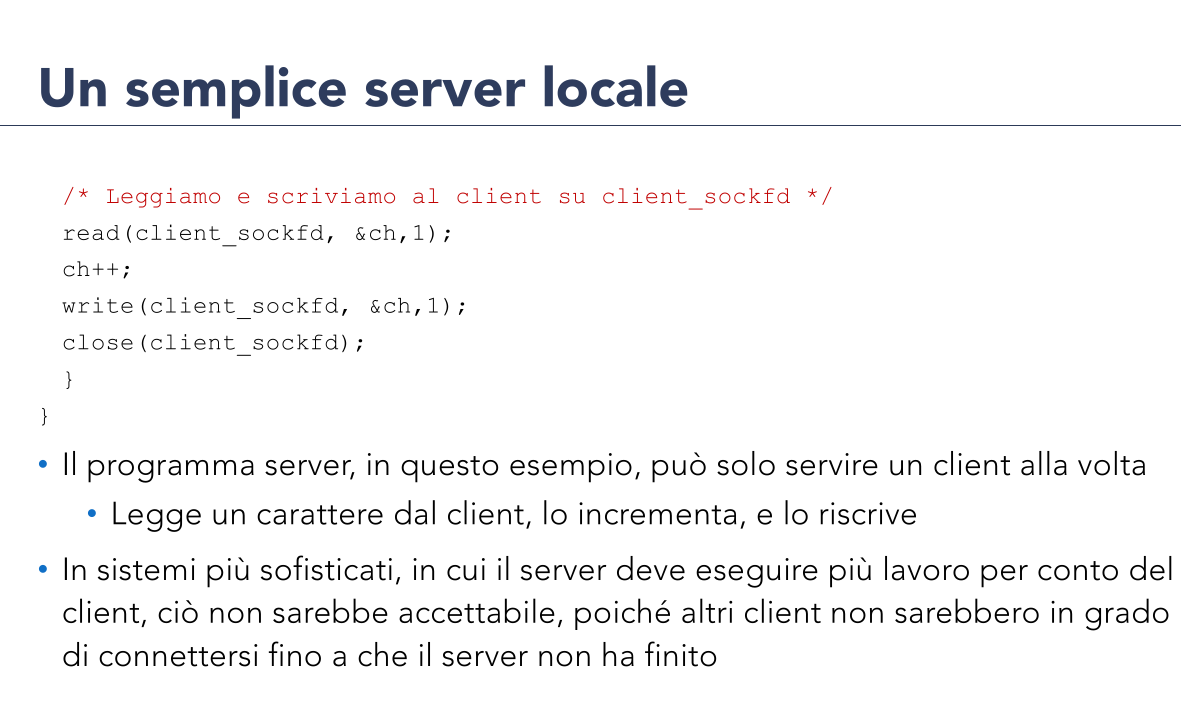 Un semplice server locale
/* Leggiamo e scriviamo al client su client_sockfd */
read(client_sockfd, &ch,1);
ch++;
write(client_sockfd, &ch,1);
close(client_sockfd);
}
}
• Il programma server, in questo esempio, può solo servire un client alla volta
• Legge un carattere dal client, lo incrementa, e lo riscrive
• In sistemi più sofisticati, in cui il server deve eseguire più lavoro per conto del
client, ciò non sarebbe accettabile, poiché altri client non sarebbero in grado
di connettersi fino a che il server non ha finito